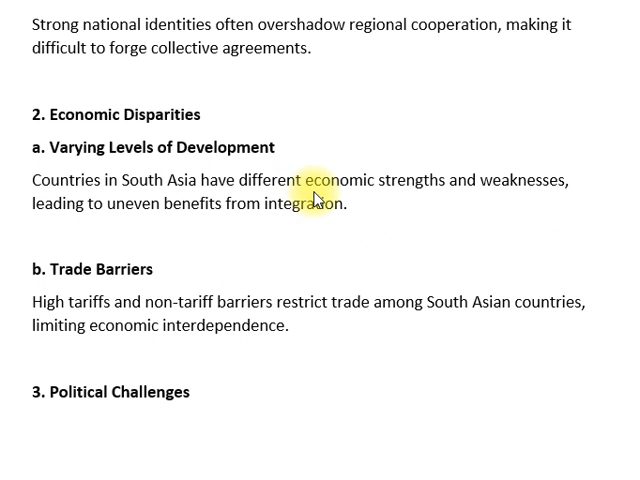 Strong national identities often overshadow regional cooperation, making it
difficult to forge collective agreements.
2. Economic Disparities
a. Varying Levels of Development
Countries in South Asia have different economic strengths and weaknesses,
leading to uneven benefits from integration.
b. Trade Barriers
High tariffs and non-tariff barriers restrict trade among South Asian countries,
limiting economic interdependence.
3. Political Challenges